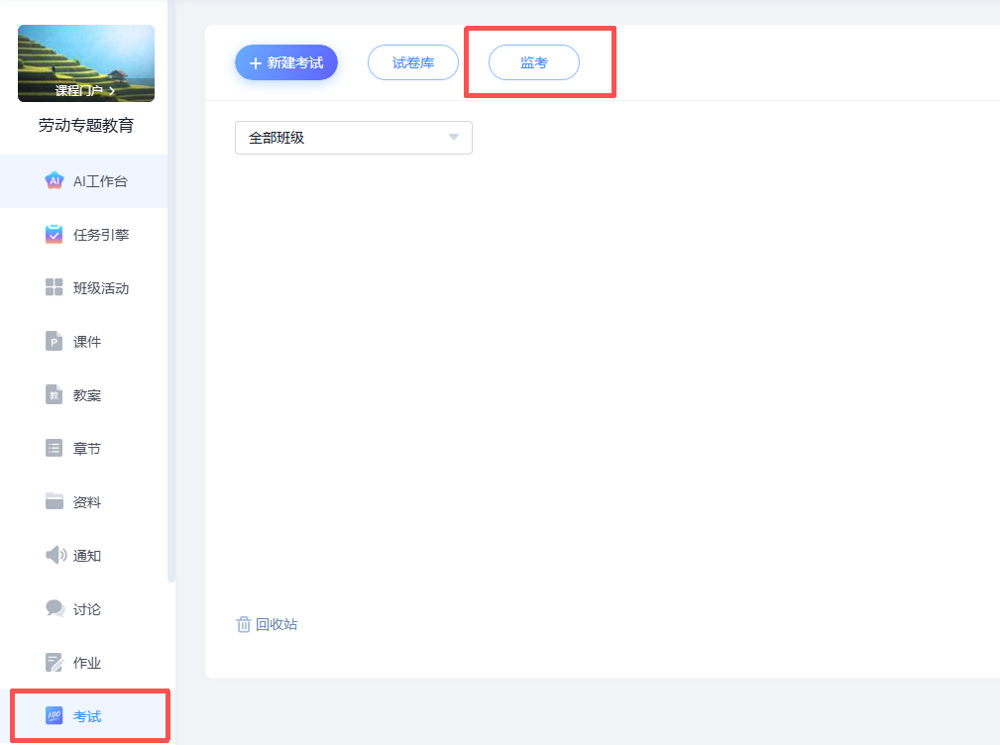 课程门户 >
劳动专题教育
AI AI工作台
任务引擎
班级活动
P 课件
教 教案
章节
资料
通知
讨论
作业
100 考试
+ 新建考试
试卷库
监考
全部班级
回收站